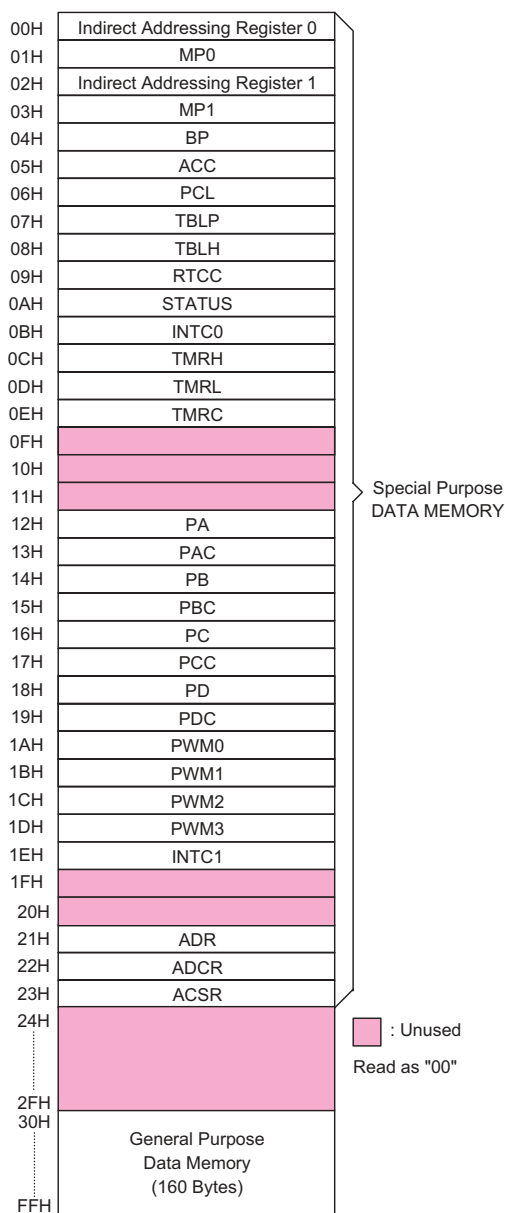 00H Indirect Addressing Register 0
01H MP0
02H Indirect Addressing Register 1
03H MP1
04H BP
05H ACC
06H PCL
07H TBLP
08H TBLH
09H RTCC
0AH STATUS
0BH INTC0
0CH TMRH
0DH TMRL
0EH TMRC
0FH
10H
11H
Special Purpose
DATA MEMORY
12H PA
13H PAC
14H PB
15H PBC
16H PC
17H PCC
18H PD
19H PDC
1AH PWM0
1BH PWM1
1CH PWM2
1DH PWM3
1EH INTC1
1FH
20H
21H ADR
22H ADCR
23H ACSR
24H
: Unused
Read as "00"
2FH
30H
General Purpose
Data Memory
(160 Bytes)
FFH